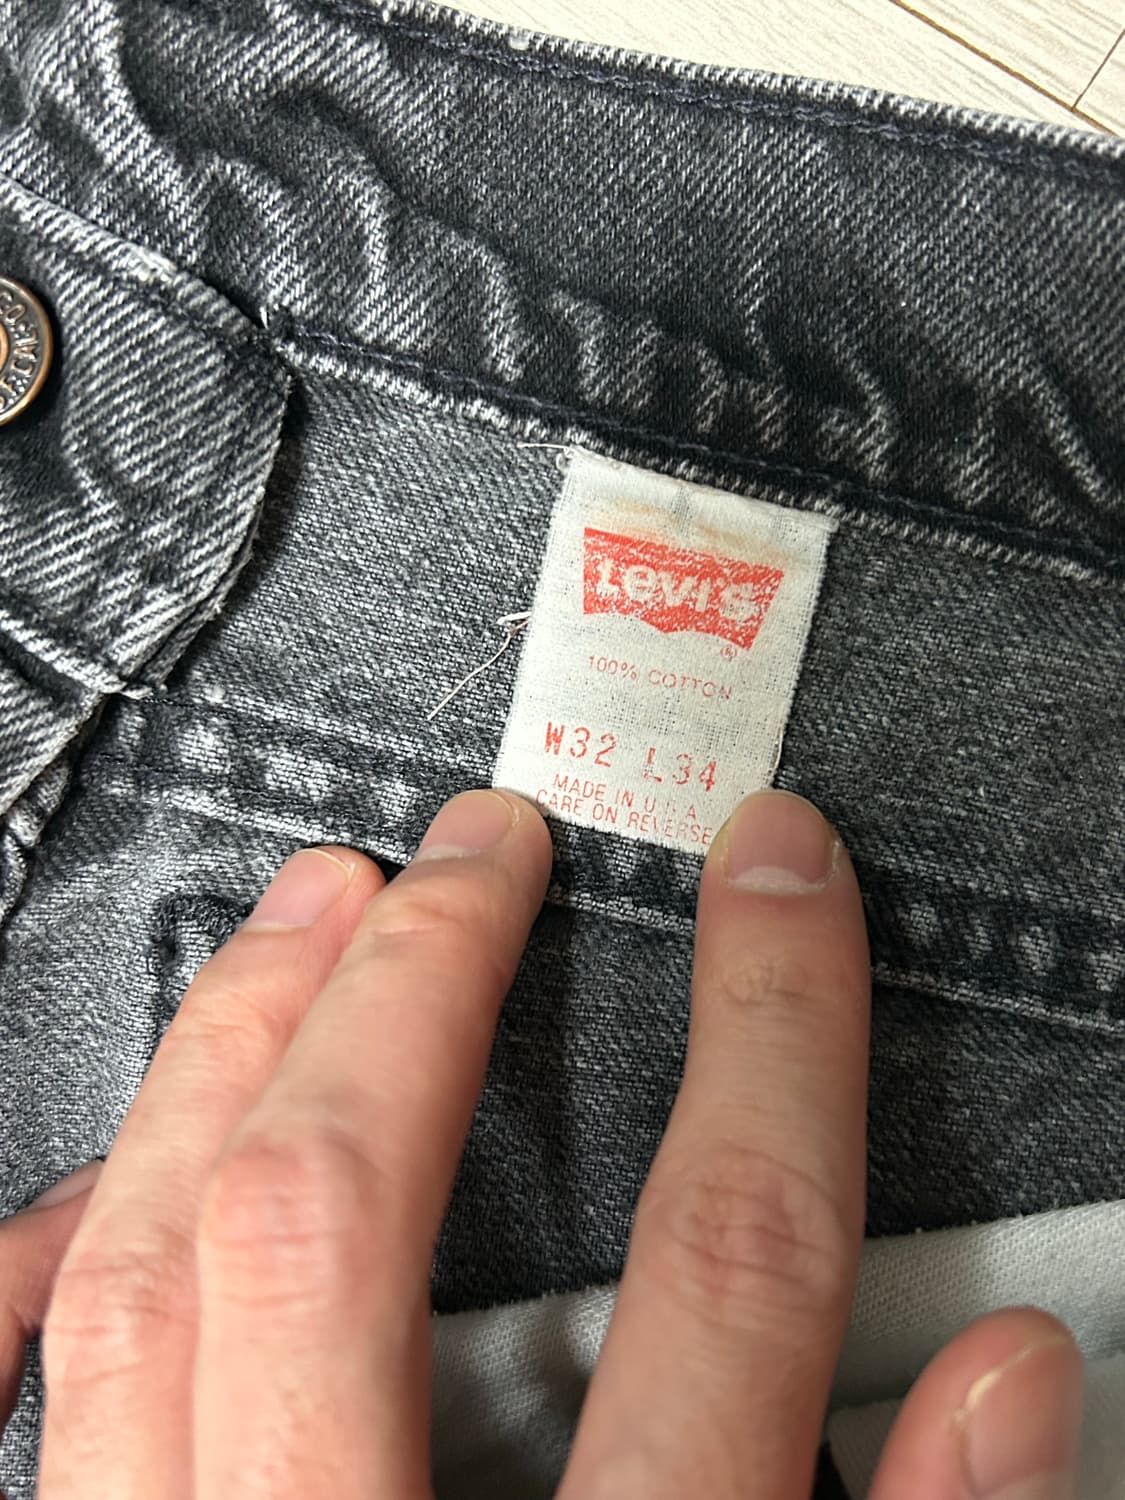 Levi's
®
100% COTTON
W32 L34
MADE IN U S A
CARE ON REVERSE